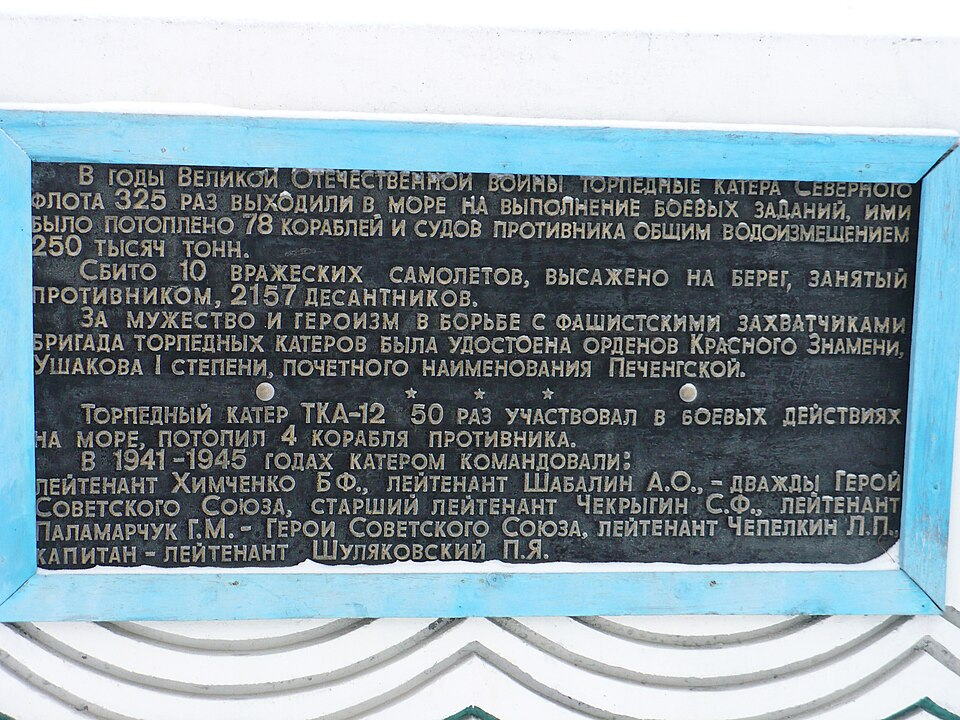 В ГОДЫ ВЕЛИКОЙ ОТЕЧЕСТВЕННОЙ ВОЙНЫ ТОРПЕДНЫЕ КАТЕРА СЕВЕРНОГО
ФЛОТА 325 РАЗ ВЫХОДИЛИ В МОРЕ НА ВЫПОЛНЕНИЕ БОЕВЫХ ЗАДАНИЙ, ИМИ
БЫЛО ПОТОПЛЕНО 78 КОРАБЛЕЙ И СУДОВ ПРОТИВНИКА ОБЩИМ ВОДОИЗМЕЩЕНИЕМ
250 ТЫСЯЧ ТОНН.
СБИТО 10 ВРАЖЕСКИХ САМОЛЕТОВ, ВЫСАЖЕНО НА БЕРЕГ, ЗАНЯТЫЙ
ПРОТИВНИКОМ, 2157 ДЕСАНТНИКОВ.
ЗА МУЖЕСТВО И ГЕРОИЗМ В БОРЬБЕ С ФАШИСТСКИМИ ЗАХВАТЧИКАМИ
БРИГАДА ТОРПЕДНЫХ КАТЕРОВ БЫЛА УДОСТОЕНА ОРДЕНОВ КРАСНОГО ЗНАМЕНИ,
УШАКОВА I СТЕПЕНИ, ПОЧЕТНОГО НАИМЕНОВАНИЯ ПЕЧЕНГСКОЙ.
ТОРПЕДНЫЙ КАТЕР ТКА-12 50 РАЗ УЧАСТВОВАЛ В БОЕВЫХ ДЕЙСТВИЯХ
НА МОРЕ, ПОТОПИЛ 4 КОРАБЛЯ ПРОТИВНИКА.
В 1941-1945 ГОДАХ КАТЕРОМ КОМАНДОВАЛИ:
ЛЕЙТЕНАНТ ХИМЧЕНКО Б.Ф., ЛЕЙТЕНАНТ ШАБАЛИН А.О., - ДВАЖДЫ ГЕРОЙ
СОВЕТСКОГО СОЮЗА, СТАРШИЙ ЛЕЙТЕНАНТ ЧЕКРЫГИН С.Ф., ЛЕЙТЕНАНТ
ПАЛАМАРЧУК Г.М. - ГЕРОИ СОВЕТСКОГО СОЮЗА, ЛЕЙТЕНАНТ ЧЕПЕЛКИН Л.П.,
КАПИТАН - ЛЕЙТЕНАНТ ШУЛЯКОВСКИЙ П.Я.